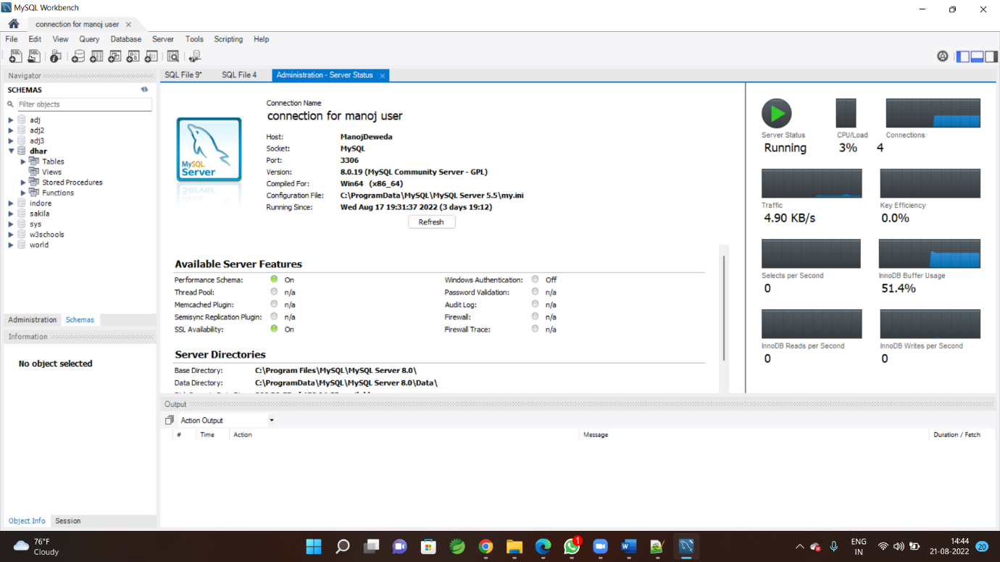 MySQL Workbench
connection for manoj user
File Edit View Query Database Server Tools Scripting Help
Navigator
SCHEMAS
Filter objects
adj
adj2
adj3
dhar
Tables
Views
Stored Procedures
Functions
indore
sakila
sys
w3schools
world
Administration Schemas
Information
No object selected
Object Info Session
SQL File 9* SQL File 4 Administration - Server Status
Connection Name
connection for manoj user
MySQL
Server
Host: ManojDeweda
Socket: MySQL
Port: 3306
Version: 8.0.19 (MySQL Community Server - GPL)
Compiled For: Win64 (x86_64)
Configuration File: C:\ProgramData\MySQL\MySQL Server 5.5\my.ini
Running Since: Wed Aug 17 19:31:37 2022 (3 days 19:12)
Refresh
Available Server Features
Performance Schema: On Windows Authentication: Off
Thread Pool: n/a Password Validation: n/a
Memcached Plugin: n/a Audit Log: n/a
Semisync Replication Plugin: n/a Firewall: n/a
SSL Availability: On Firewall Trace: n/a
Server Directories
Base Directory: C:\Program Files\MySQL\MySQL Server 8.0\
Data Directory: C:\ProgramData\MySQL\MySQL Server 8.0\Data\
Server Status CPU/Load Connections
Running 3% 4
Traffic Key Efficiency
4.90 KB/s 0.0%
Selects per Second InnoDB Buffer Usage
0 51.4%
InnoDB Reads per Second InnoDB Writes per Second
0 0
Output
Action Output
# Time Action Message Duration / Fetch
76°F
Cloudy
1
ENG
IN
14:44
21-08-2022
20